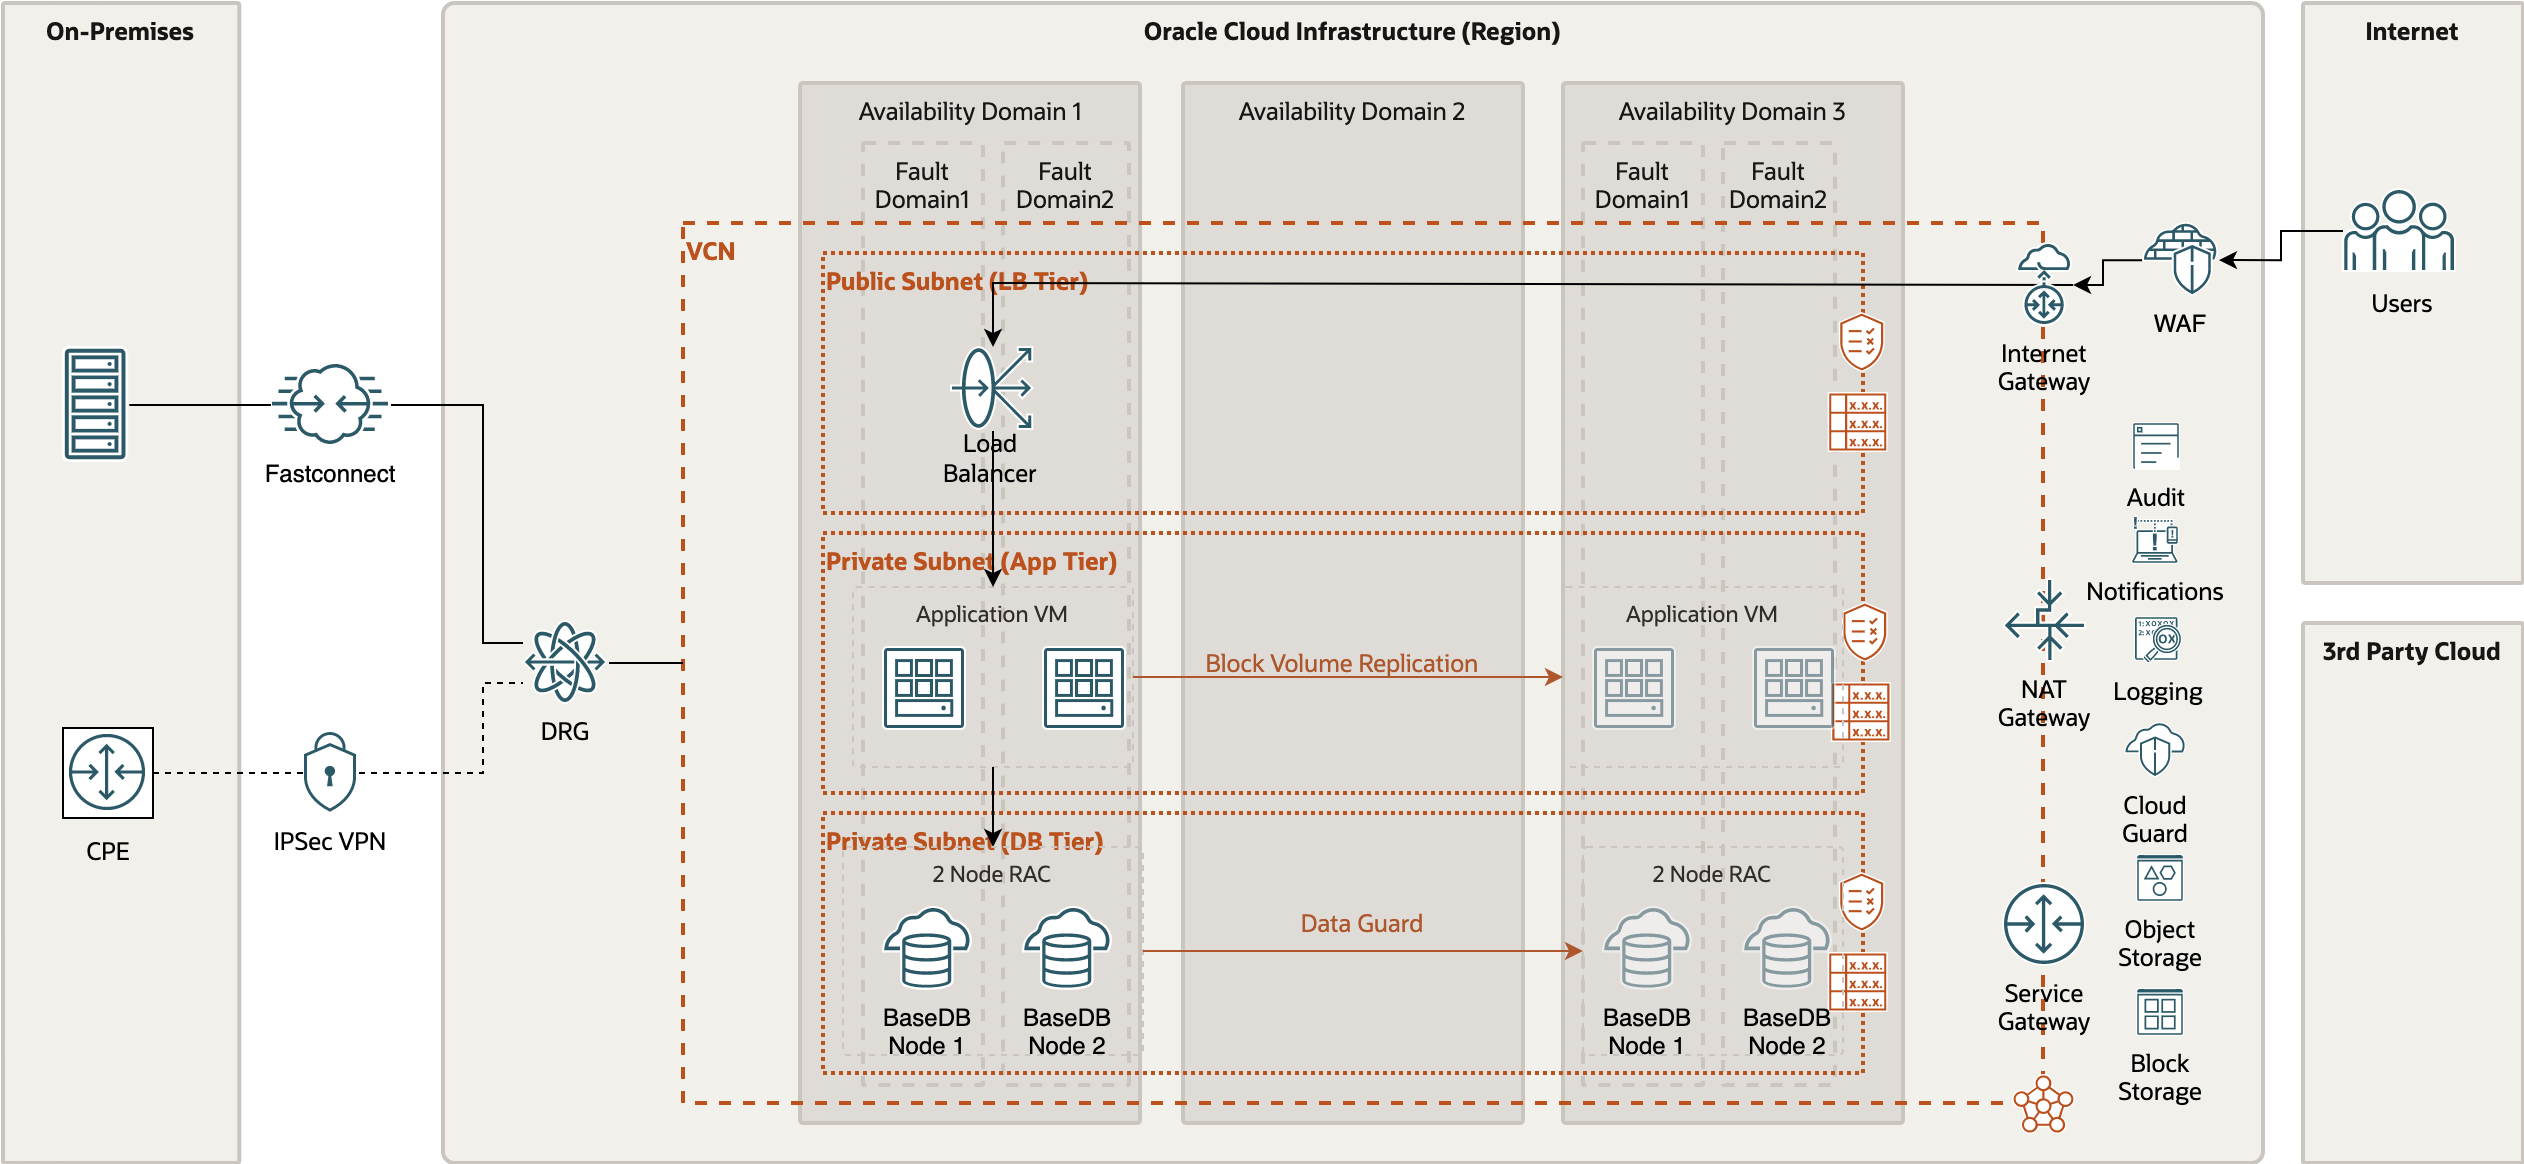 On-Premises
Oracle Cloud Infrastructure (Region)
Internet
Availability Domain 1
Availability Domain 2
Availability Domain 3
Fault
Domain1
Fault
Domain2
Fault
Domain1
Fault
Domain2
VCN
Public Subnet (LB Tier)
Users
WAF
Internet
Gateway
Load
Balancer
x.x.x.
x.x.x.
x.x.x.
Fastconnect
Audit
Private Subnet (App Tier)
Notifications
Application VM
Application VM
Block Volume Replication
x.x.x.
x.x.x.
x.x.x.
NAT
Gateway
Logging
3rd Party Cloud
DRG
CPE
IPSec VPN
Cloud
Guard
Private Subnet (DB Tier)
2 Node RAC
2 Node RAC
Data Guard
x.x.x.
x.x.x.
x.x.x.
BaseDB
Node 1
BaseDB
Node 2
BaseDB
Node 1
BaseDB
Node 2
Service
Gateway
Object
Storage
Block
Storage